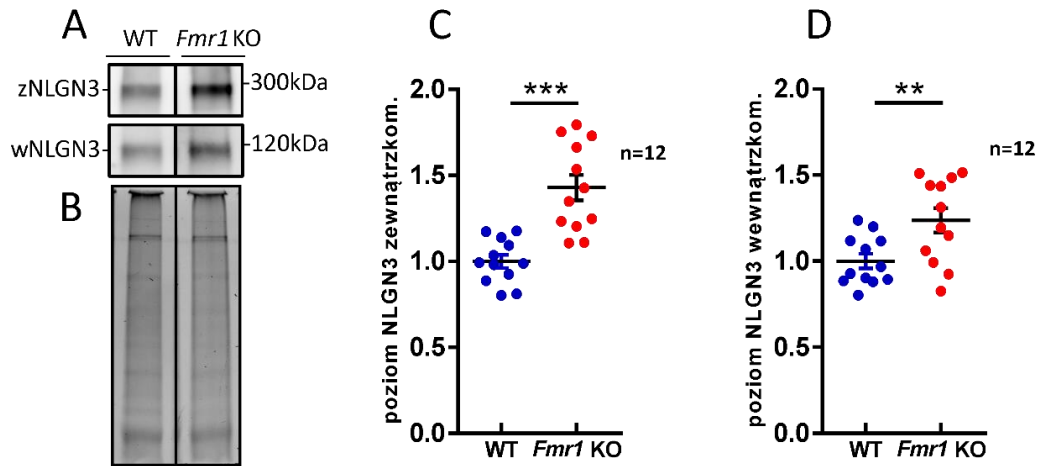 A
WT Fmr1 KO
zNLGN3 -300kDa
wNLGN3 -120kDa
B
C
poziom NLGN3 zewnątrzkom.
2.0
1.5
1.0
0.5
0.0
***
n=12
WT Fmr1 KO
D
poziom NLGN3 wewnątrzkom.
2.0
1.5
1.0
0.5
0.0
**
n=12
WT Fmr1 KO